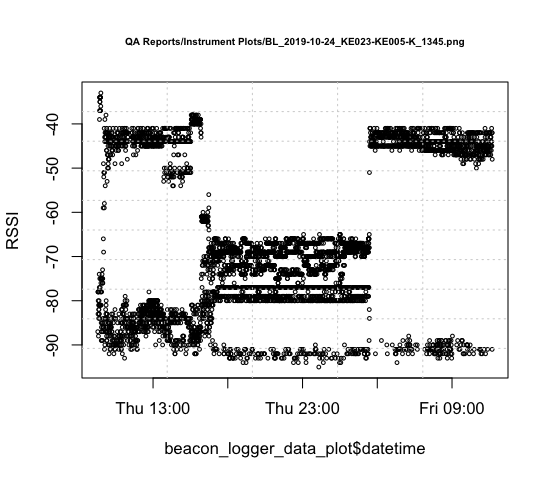 QA Reports/Instrument Plots/BL_2019-10-24_KE023-KE005-K_1345.png
RSSI
-40
-50
-60
-70
-80
-90
Thu 13:00
Thu 23:00
Fri 09:00
beacon_logger_data_plot$datetime